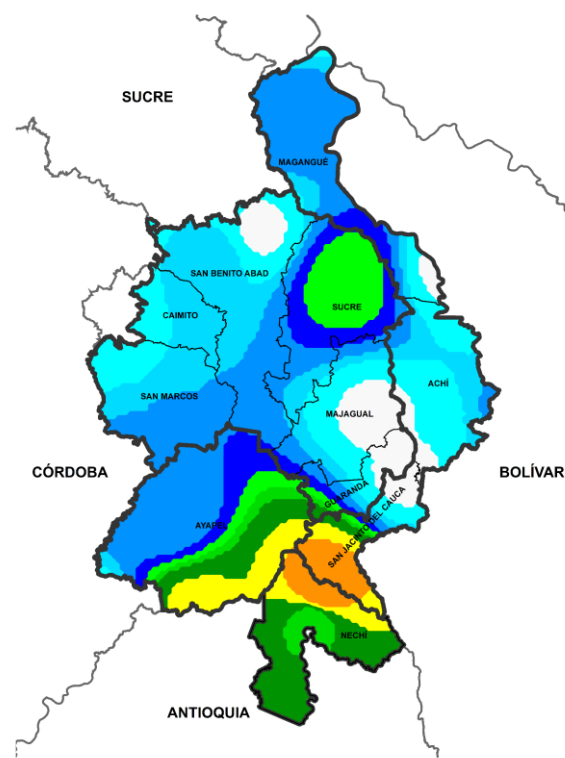 SUCRE
MAGANGUÉ
SAN BENITO ABAD
SUCRE
CAIMITO
ACHÍ
SAN MARCOS
MAJAGUAL
CÓRDOBA
BOLÍVAR
GUARANDA
AYAPEL
SAN JACINTO DEL CAUCA
NECHÍ
ANTIOQUIA